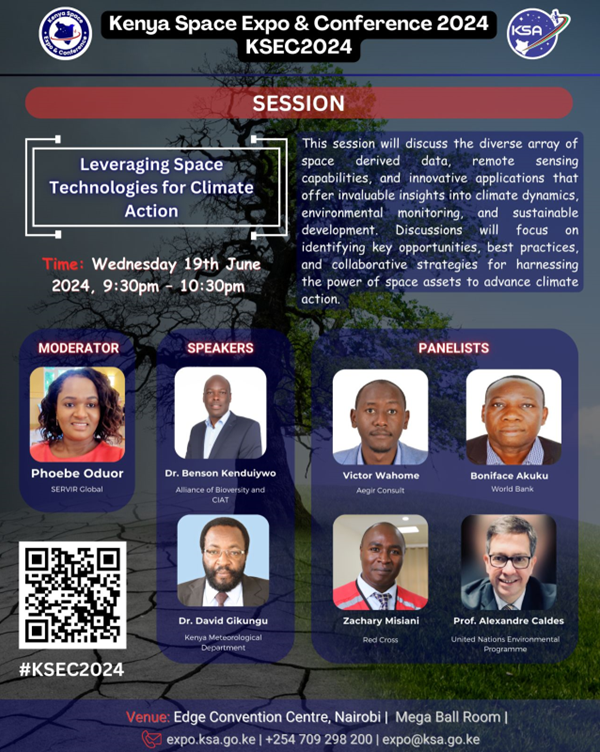 Kenya Space Expo & Conference 2024
KSEC2024
Kenya Space
Expo & Conference
KSA
SESSION
Leveraging Space
Technologies for Climate
Action
Time: Wednesday 19th June
2024, 9:30pm – 10:30pm
This session will discuss the diverse array of
space derived data, remote sensing
capabilities, and innovative applications that
offer invaluable insights into climate dynamics,
environmental monitoring, and sustainable
development. Discussions will focus on
identifying key opportunities, best practices,
and collaborative strategies for harnessing
the power of space assets to advance climate
action.
MODERATOR
Phoebe Oduor
SERVIR Global
SPEAKERS
Dr. Benson Kenduiywo
Alliance of Bioversity and
CIAT
Dr. David Gikungu
Kenya Meteorological
Department
PANELISTS
Victor Wahome
Aegir Consult
Boniface Akuku
World Bank
Zachary Misiani
Red Cross
Prof. Alexandre Caldes
United Nations Environmental
Programme
#KSEC2024
Venue: Edge Convention Centre, Nairobi | Mega Ball Room |
expo.ksa.go.ke | +254 709 298 200 | expo@ksa.go.ke